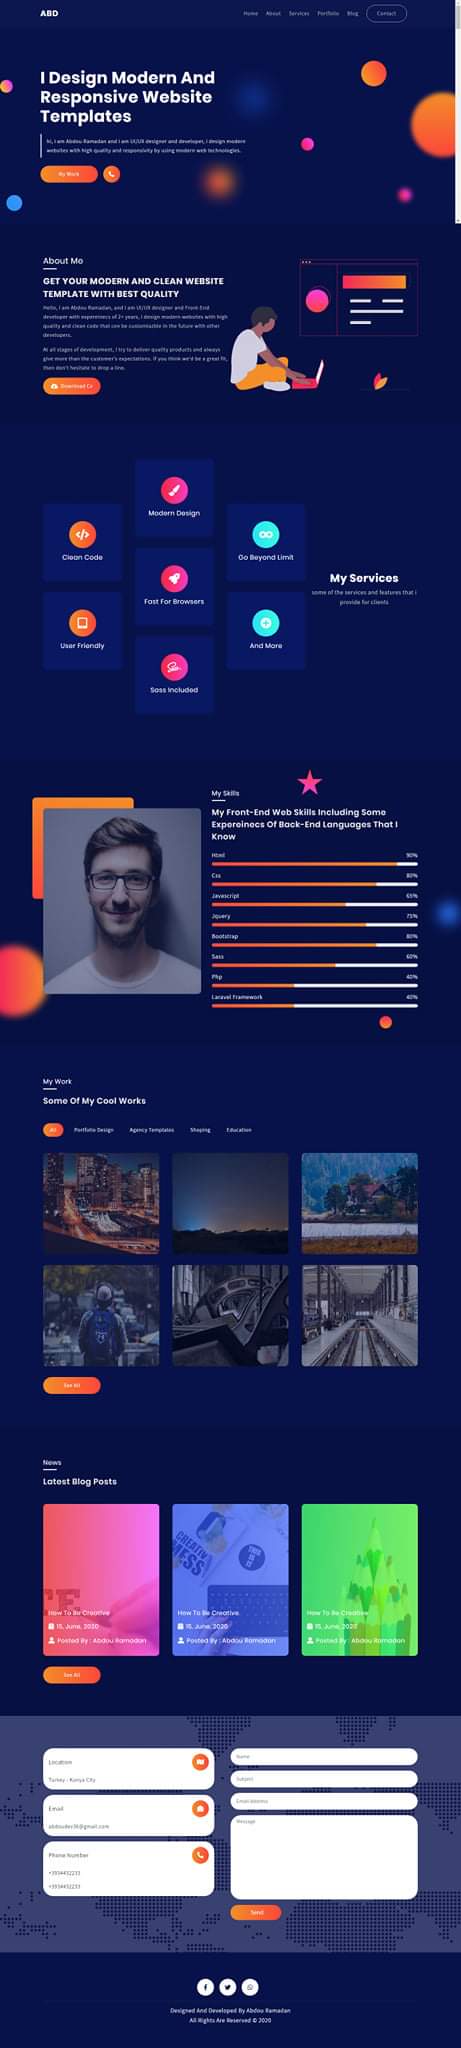 ABD
Home About Services Portfolio Blog Contact
I Design Modern And
Responsive Website
Templates
hi, I am Abdou Ramadan and I am UI/UX designer and developer, I design modern
websites with high quality and responsivity by using modern web technologies.
My Work
About Me
GET YOUR MODERN AND CLEAN WEBSITE
TEMPLATE WITH BEST QUALITY
Hello, I am Abdou Ramadan, and I am UI/UX designer and Front End
developer with expereinecs of 2+ years, I design modern websites with high
quality and clean code that can be customizable in the future with other
developers.
At all stages of development, I try to deliver quality products and always
give more than the customer's expectations. If you think we'd be a great fit,
then don't hesitate to drop a line.
Download Cv
Modern Design
Clean Code
Go Beyond Limit
Fast For Browsers
My Services
some of the services and features that i
provide for clients
User Friendly
And More
Sass Included
My Skills
My Front-End Web Skills Including Some
Expereinecs Of Back-End Languages That I
Know
Html 90%
Css 80%
Javascript 65%
Jquery 75%
Bootstrap 80%
Sass 60%
Php 40%
Laravel Framework 40%
My Work
Some Of My Cool Works
All Portfolio Design Agency Templates Shoping Education
See All
News
Latest Blog Posts
How To Be Creative
15, June, 2020
Posted By : Abdou Ramadan
How To Be Creative
15, June, 2020
Posted By : Abdou Ramadan
How To Be Creative
15, June, 2020
Posted By : Abdou Ramadan
See All
Location
Turkey - Konya City
Email
abdoudev36@gmail.com
Phone Number
+3934452233
+3934452233
Name
Subject
Email Address
Message
Send
Designed And Developed By Abdou Ramadan
All Rights Are Reserved © 2020